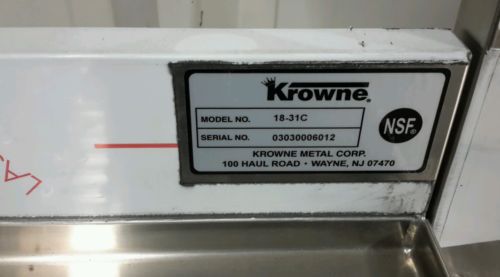 Krowne®
MODEL NO. 18-31C
SERIAL NO. 03030006012
NSF®
KROWNE METAL CORP.
100 HAUL ROAD · WAYNE, NJ 07470